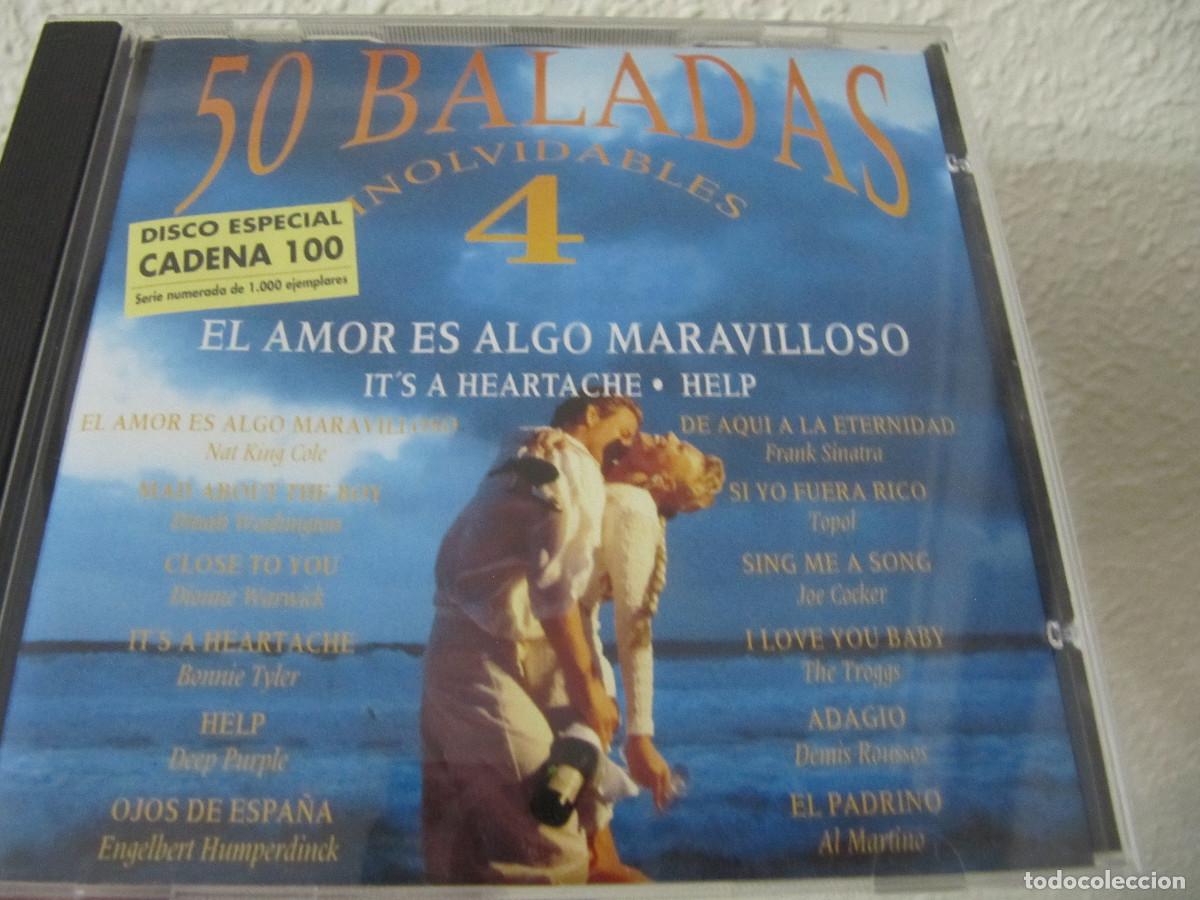 50 BALADAS
INOLVIDABLES
4
DISCO ESPECIAL
CADENA 100
Serie numerada de 1.000 ejemplares
EL AMOR ES ALGO MARAVILLOSO
IT´S A HEARTACHE • HELP
EL AMOR ES ALGO MARAVILLOSO
Nat King Cole
MAD ABOUT THE BOY
Dinah Washington
CLOSE TO YOU
Dionne Warwick
IT´S A HEARTACHE
Bonnie Tyler
HELP
Deep Purple
OJOS DE ESPAÑA
Engelbert Humperdinck
DE AQUI A LA ETERNIDAD
Frank Sinatra
SI YO FUERA RICO
Topol
SING ME A SONG
Joe Cocker
I LOVE YOU BABY
The Troggs
ADAGIO
Demis Roussos
EL PADRINO
Al Martino
todocoleccion